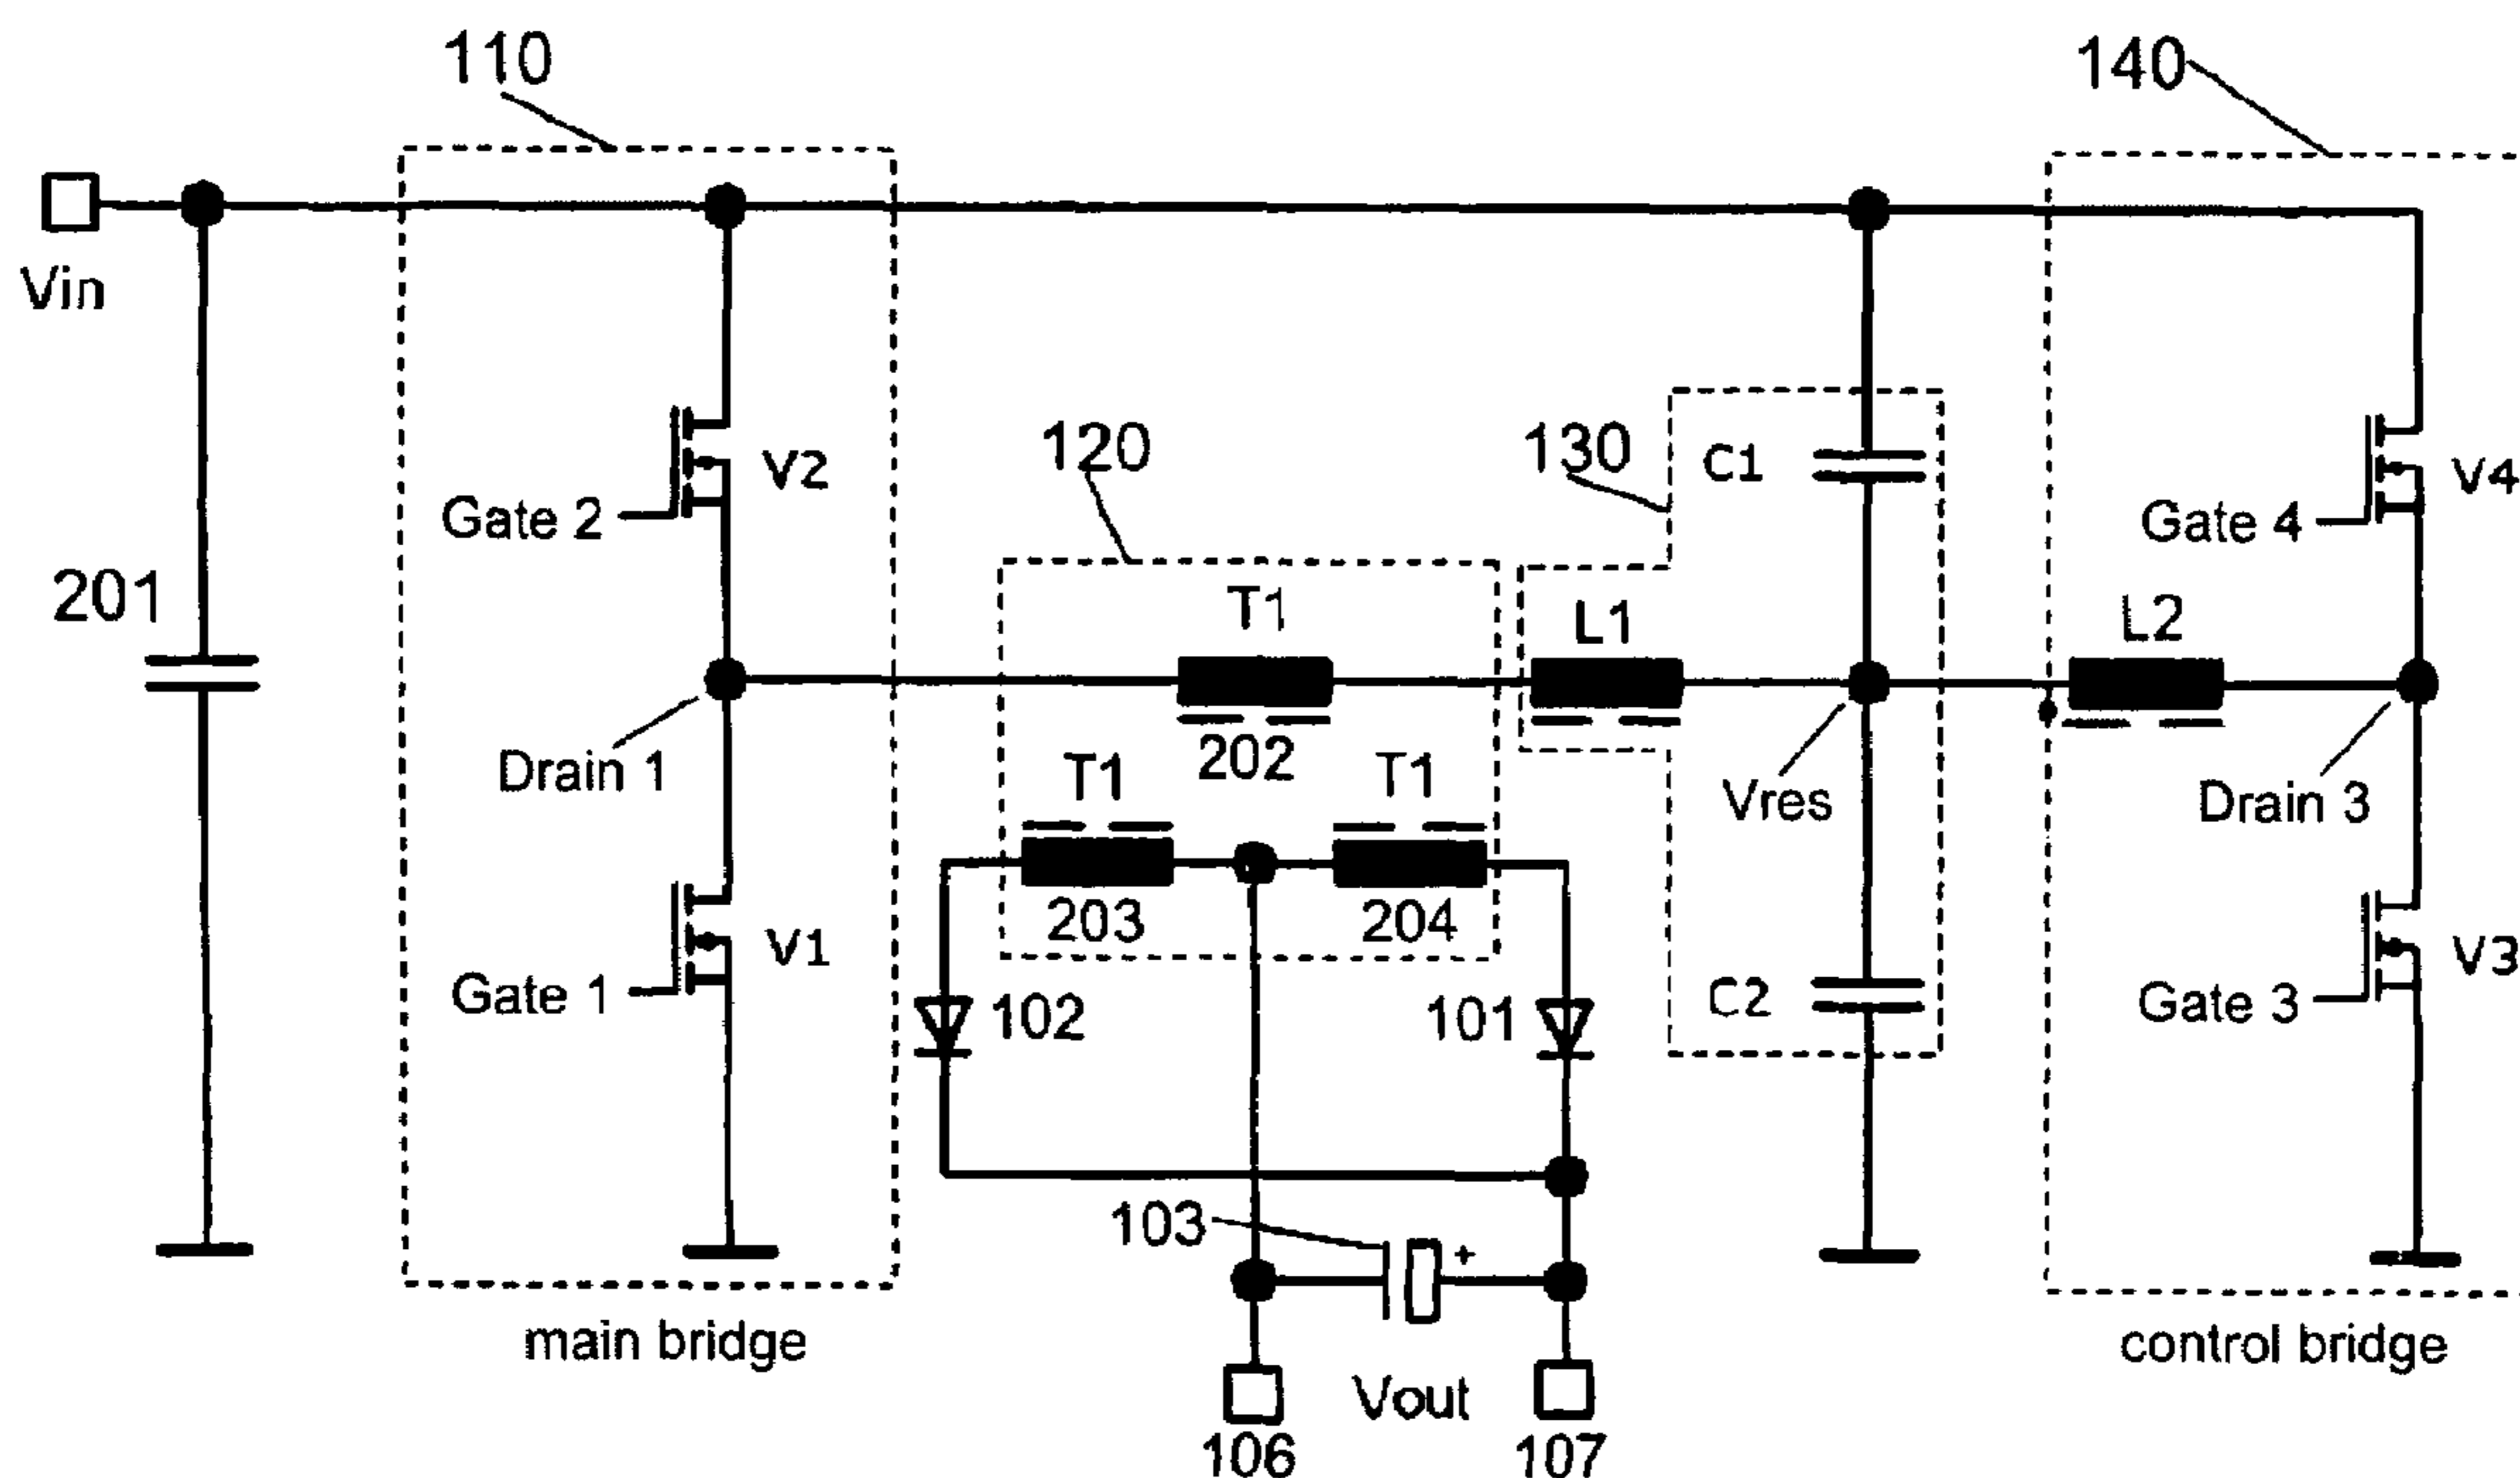 110
140
Vin
V2
Gate 2
120
130
C1
V4
Gate 4
201
T1
L1
L2
Drain 1
202
T1
T1
Vres
Drain 3
203
204
V1
Gate 1
102
101
C2
V3
Gate 3
103
+
main bridge
control bridge
Vout
106
107